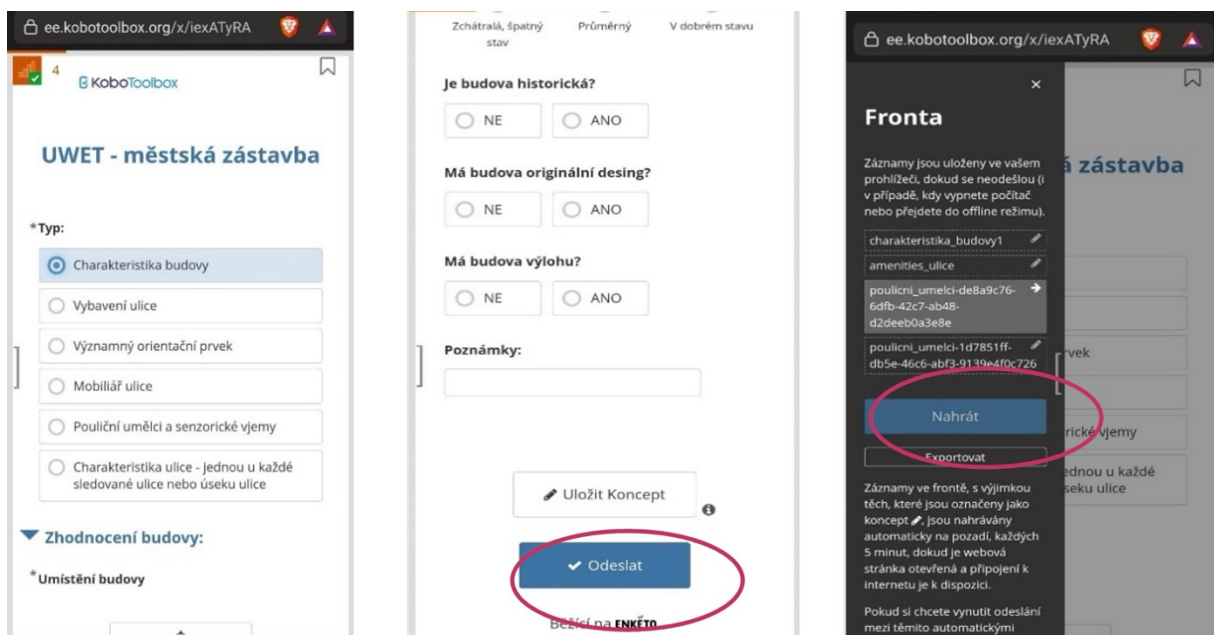 ee.kobotoolbox.org/x/iexATyRA
4
KoboToolbox
UWET - městská zástavba
*Typ:
Charakteristika budovy
Vybavení ulice
Významný orientační prvek
Mobiliář ulice
Pouliční umělci a senzorické vjemy
Charakteristika ulice - jednou u každé
sledované ulice nebo úseku ulice
Zhodnocení budovy:
*Umístění budovy
Zchátralá, špatný
stav
Průměrný
V dobrém stavu
Je budova historická?
NE
ANO
Má budova originální desing?
NE
ANO
Má budova výlohu?
NE
ANO
Poznámky:
Uložit Koncept
Odeslat
Běžící na ENKETO
ee.kobotoolbox.org/x/iexATyRA
×
Fronta
Záznamy jsou uloženy ve vašem
prohlížeči, dokud se neodešlou (i
v případě, kdy vypnete počítač
nebo přejdete do offline režimu).
charakteristika_budovy1
amenities_ulice
poulicni_umelci-de8a9c76-
6dfb-42c7-ab48-
d2deeb0a3e8e
poulicni_umelci-1d7851ff-
db5e-46c6-abf3-9139e4f0c726
Nahrát
Exportovat
Záznamy ve frontě, s výjimkou
těch, které jsou označeny jako
koncept , jsou nahrávány
automaticky na pozadí, každých
5 minut, dokud je webová
stránka otevřená a připojení k
internetu je k dispozici.
Pokud si chcete vynutit odeslání
mezi těmito automatickými
á zástavba
rvek
rické vjemy
ednou u každé
seku ulice